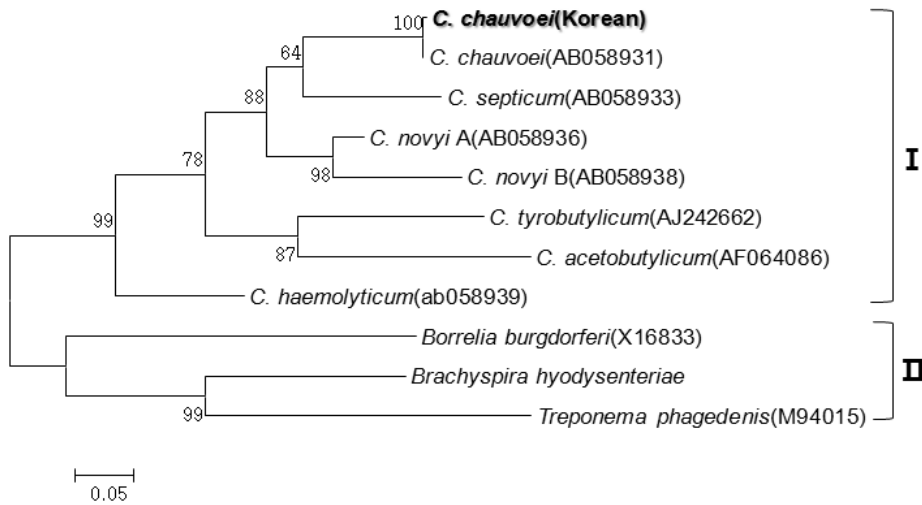 100
C. chauvoei(Korean)
64
C. chauvoei(AB058931)
88
C. septicum(AB058933)
C. novyi A(AB058936)
I
78
98
C. novyi B(AB058938)
99
C. tyrobutylicum(AJ242662)
87
C. acetobutylicum(AF064086)
C. haemolyticum(ab058939)
Borrelia burgdorferi(X16833)
Brachyspira hyodysenteriae
II
99
Treponema phagedenis(M94015)
0.05